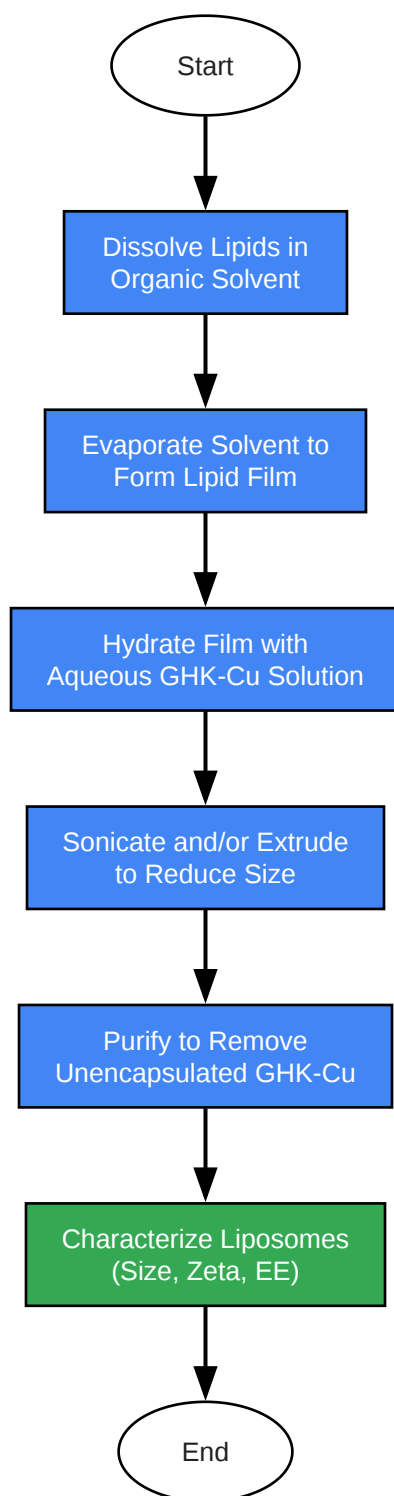 Start
Dissolve Lipids in
Organic Solvent
Evaporate Solvent to
Form Lipid Film
Hydrate Film with
Aqueous GHK-Cu Solution
Sonicate and/or Extrude
to Reduce Size
Purify to Remove
Unencapsulated GHK-Cu
Characterize Liposomes
(Size, Zeta, EE)
End